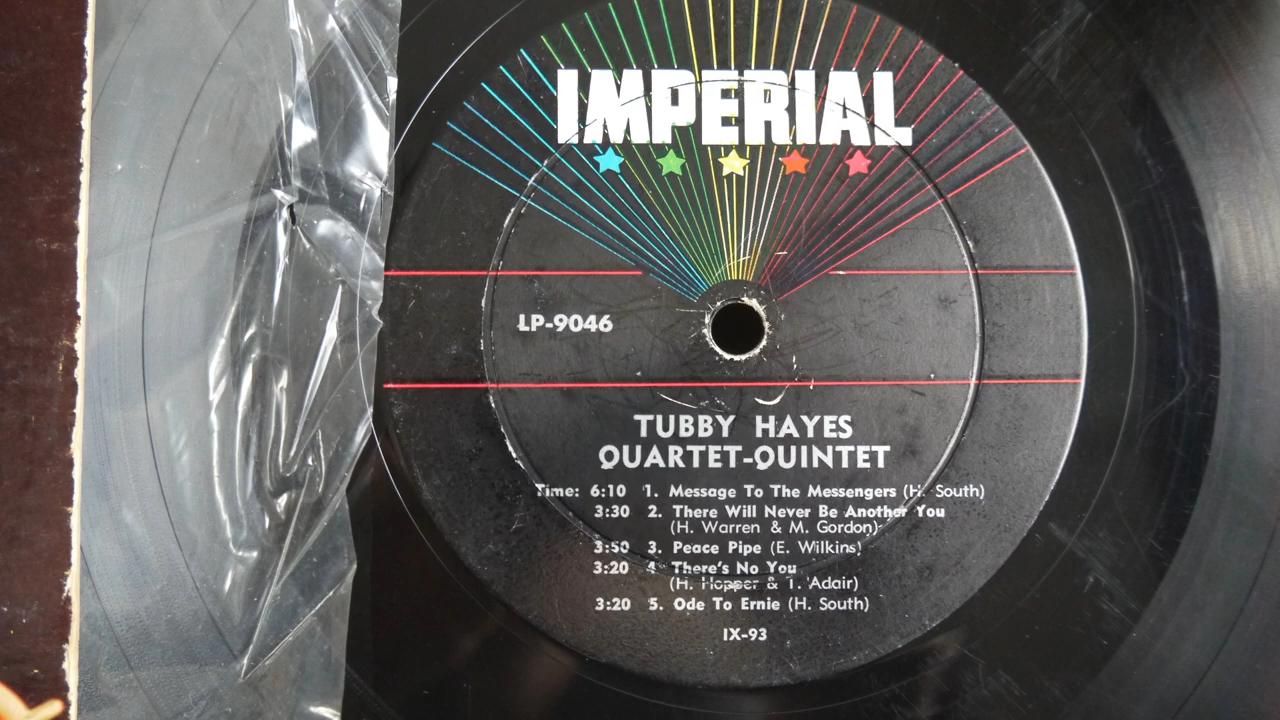 IMPERIAL
LP-9046
TUBBY HAYES
QUARTET-QUINTET
Time: 6:10 1. Message To The Messengers (H. South)
3:30 2. There Will Never Be Another You
(H. Warren & M. Gordon)
3:50 3. Peace Pipe (E. Wilkins)
3:20 4 There's No You
(H. Hopper & T. Adair)
3:20 5. Ode To Ernie (H. South)
IX-93